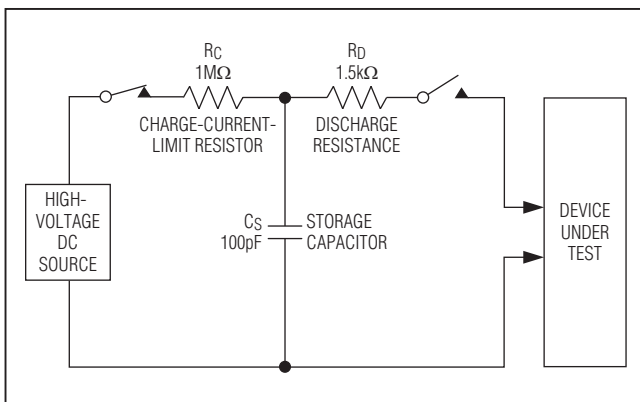 RC
1MΩ
CHARGE-CURRENT-
LIMIT RESISTOR
RD
1.5kΩ
DISCHARGE
RESISTANCE
HIGH-
VOLTAGE
DC
SOURCE
CS
100pF
STORAGE
CAPACITOR
DEVICE
UNDER
TEST